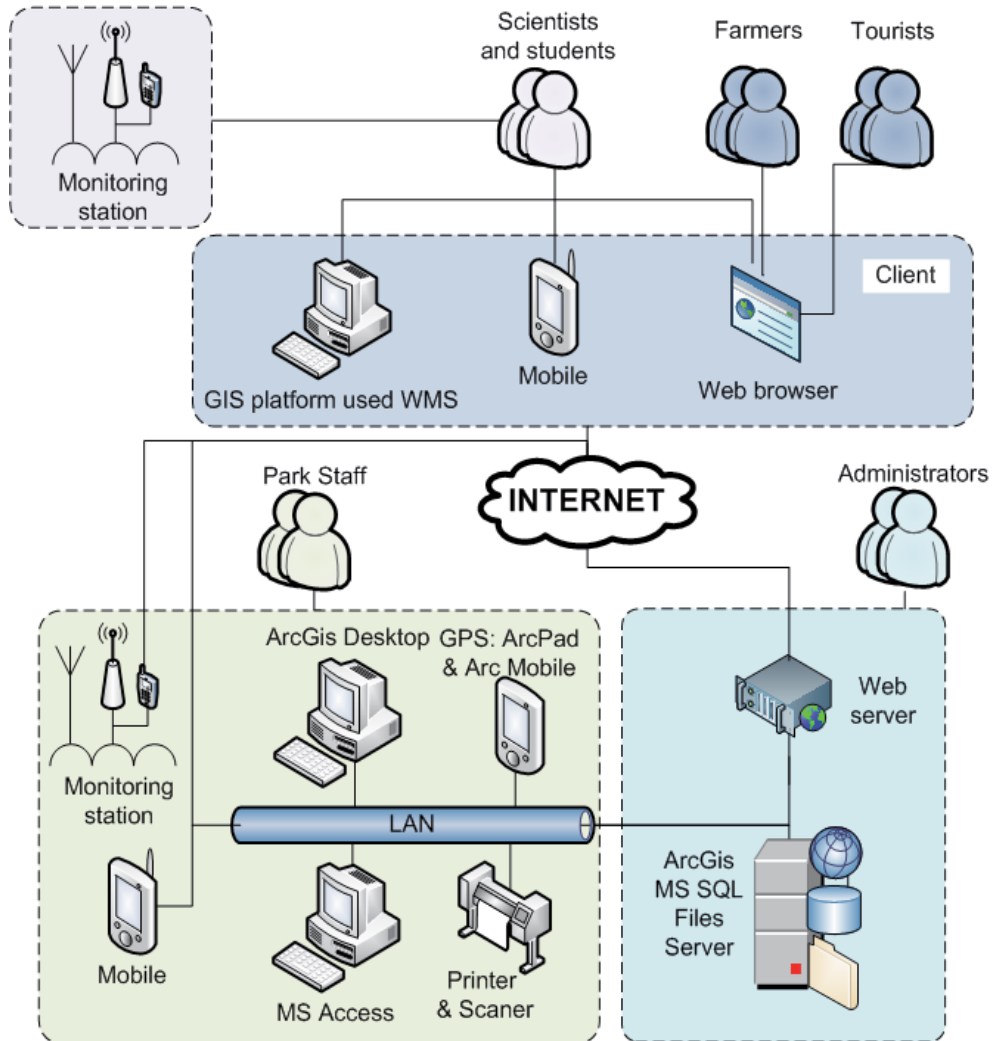 Scientists
and students
Farmers
Tourists
Monitoring
station
Client
GIS platform used WMS
Mobile
Web browser
INTERNET
Park Staff
Administrators
ArcGis Desktop
GPS: ArcPad
& Arc Mobile
Monitoring
station
LAN
Mobile
MS Access
Printer
& Scaner
Web
server
ArcGis
MS SQL
Files
Server